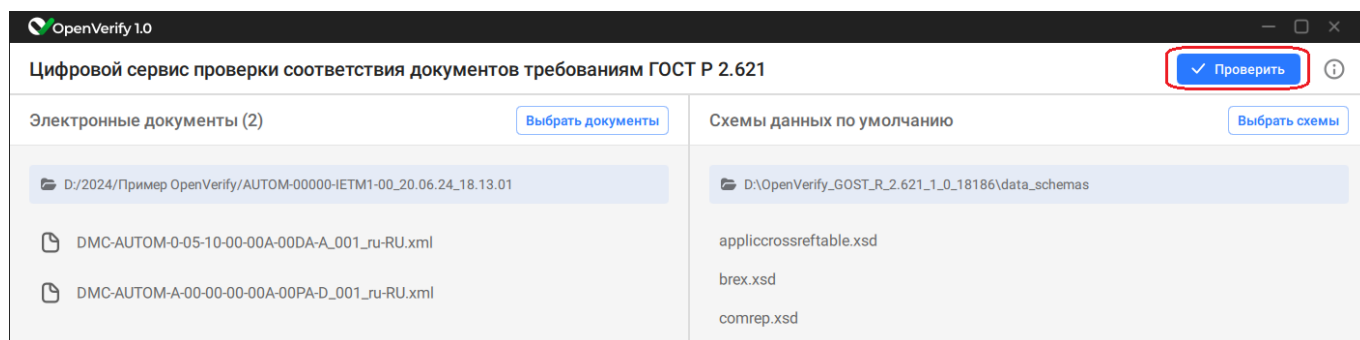 OpenVerify 1.0
Цифровой сервис проверки соответствия документов требованиям ГОСТ Р 2.621
Проверить
Электронные документы (2)
Выбрать документы
Схемы данных по умолчанию
Выбрать схемы
D:/2024/Пример OpenVerify/AUTOM-00000-IETM1-00_20.06.24_18.13.01
D:\OpenVerify_GOST_R_2.621_1_0_18186\data_schemas
DMC-AUTOM-0-05-10-00-00A-00DA-A_001_ru-RU.xml
DMC-AUTOM-A-00-00-00-00A-00PA-D_001_ru-RU.xml
appliccrossreftable.xsd
brex.xsd
comrep.xsd